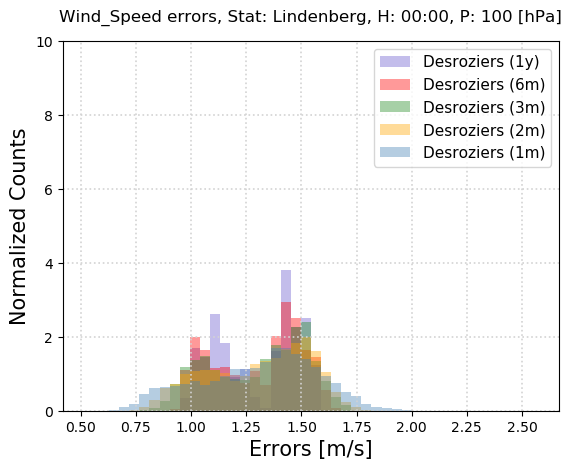 Wind_Speed errors, Stat: Lindenberg, H: 00:00, P: 100 [hPa]
Normalized Counts
10
8
6
4
2
0
Desroziers (1y)
Desroziers (6m)
Desroziers (3m)
Desroziers (2m)
Desroziers (1m)
0.50 0.75 1.00 1.25 1.50 1.75 2.00 2.25 2.50
Errors [m/s]